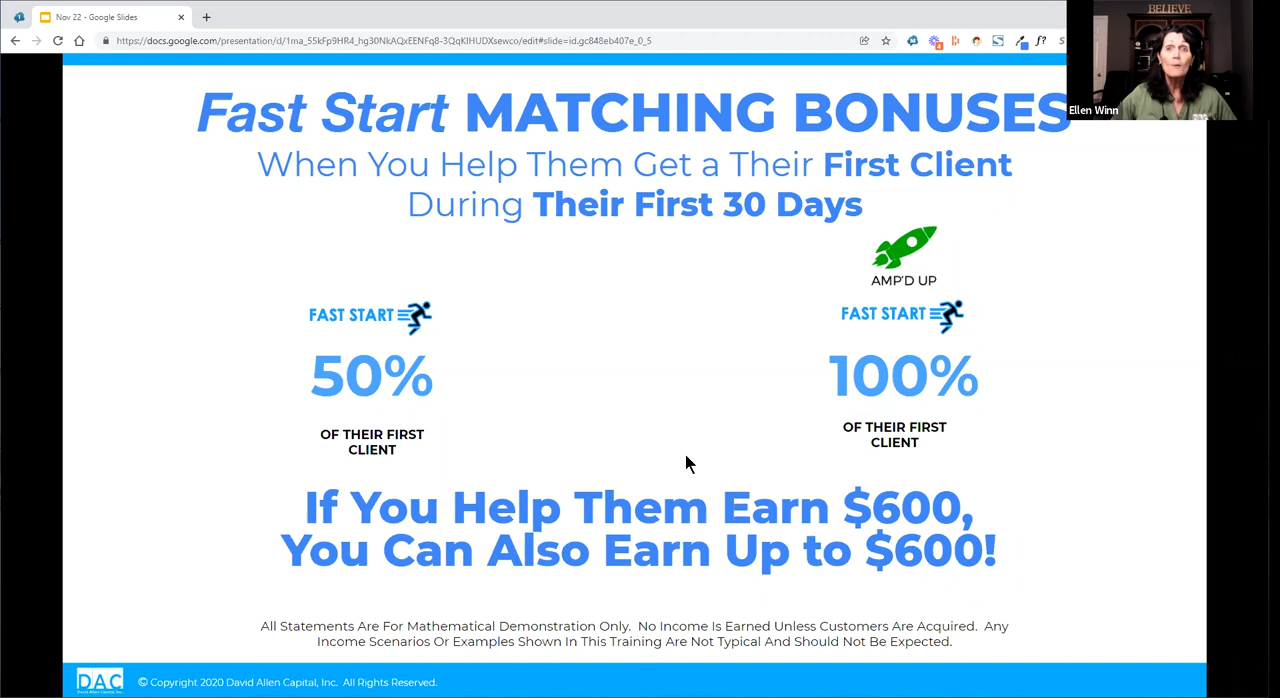 Nov 22 - Google Slides
BELIEVE
https://docs.google.com/presentation/d/1ma_55kFp9HR4_hg30NkAQxEENFq8-3QqKIHUDXsewco/edit#slide=id.gc848eb407e_0_5
Ellen Winn
Fast Start MATCHING BONUSES
When You Help Them Get a Their First Client
During Their First 30 Days
AMP'D UP
FAST START
FAST START
50%
100%
OF THEIR FIRST
CLIENT
OF THEIR FIRST
CLIENT
If You Help Them Earn $600,
You Can Also Earn Up to $600!
All Statements Are For Mathematical Demonstration Only. No Income Is Earned Unless Customers Are Acquired. Any
Income Scenarios Or Examples Shown In This Training Are Not Typical And Should Not Be Expected.
DAC
David Allen Capital, Inc.
© Copyright 2020 David Allen Capital, Inc. All Rights Reserved.